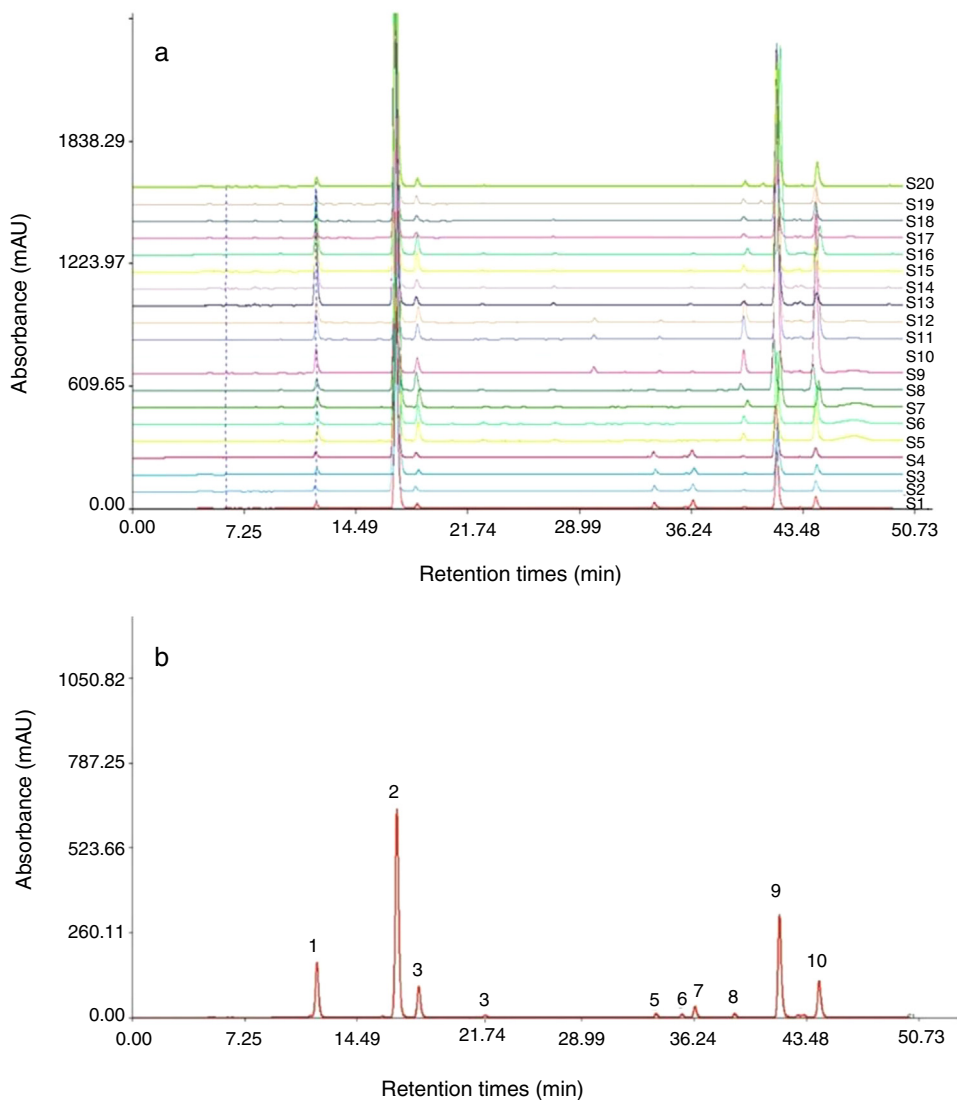 a
Absorbance (mAU)
1838.29
1223.97
609.65
0.00
S20
S19
S18
S17
S16
S15
S14
S13
S12
S11
S10
S9
S8
S7
S6
S5
S4
S3
S2
S1
0.00 7.25 14.49 21.74 28.99 36.24 43.48 50.73
Retention times (min)
b
Absorbance (mAU)
1050.82
787.25
523.66
260.11
0.00
1 2 3 3 5 6 7 8 9 10
0.00 7.25 14.49 21.74 28.99 36.24 43.48 50.73
Retention times (min)